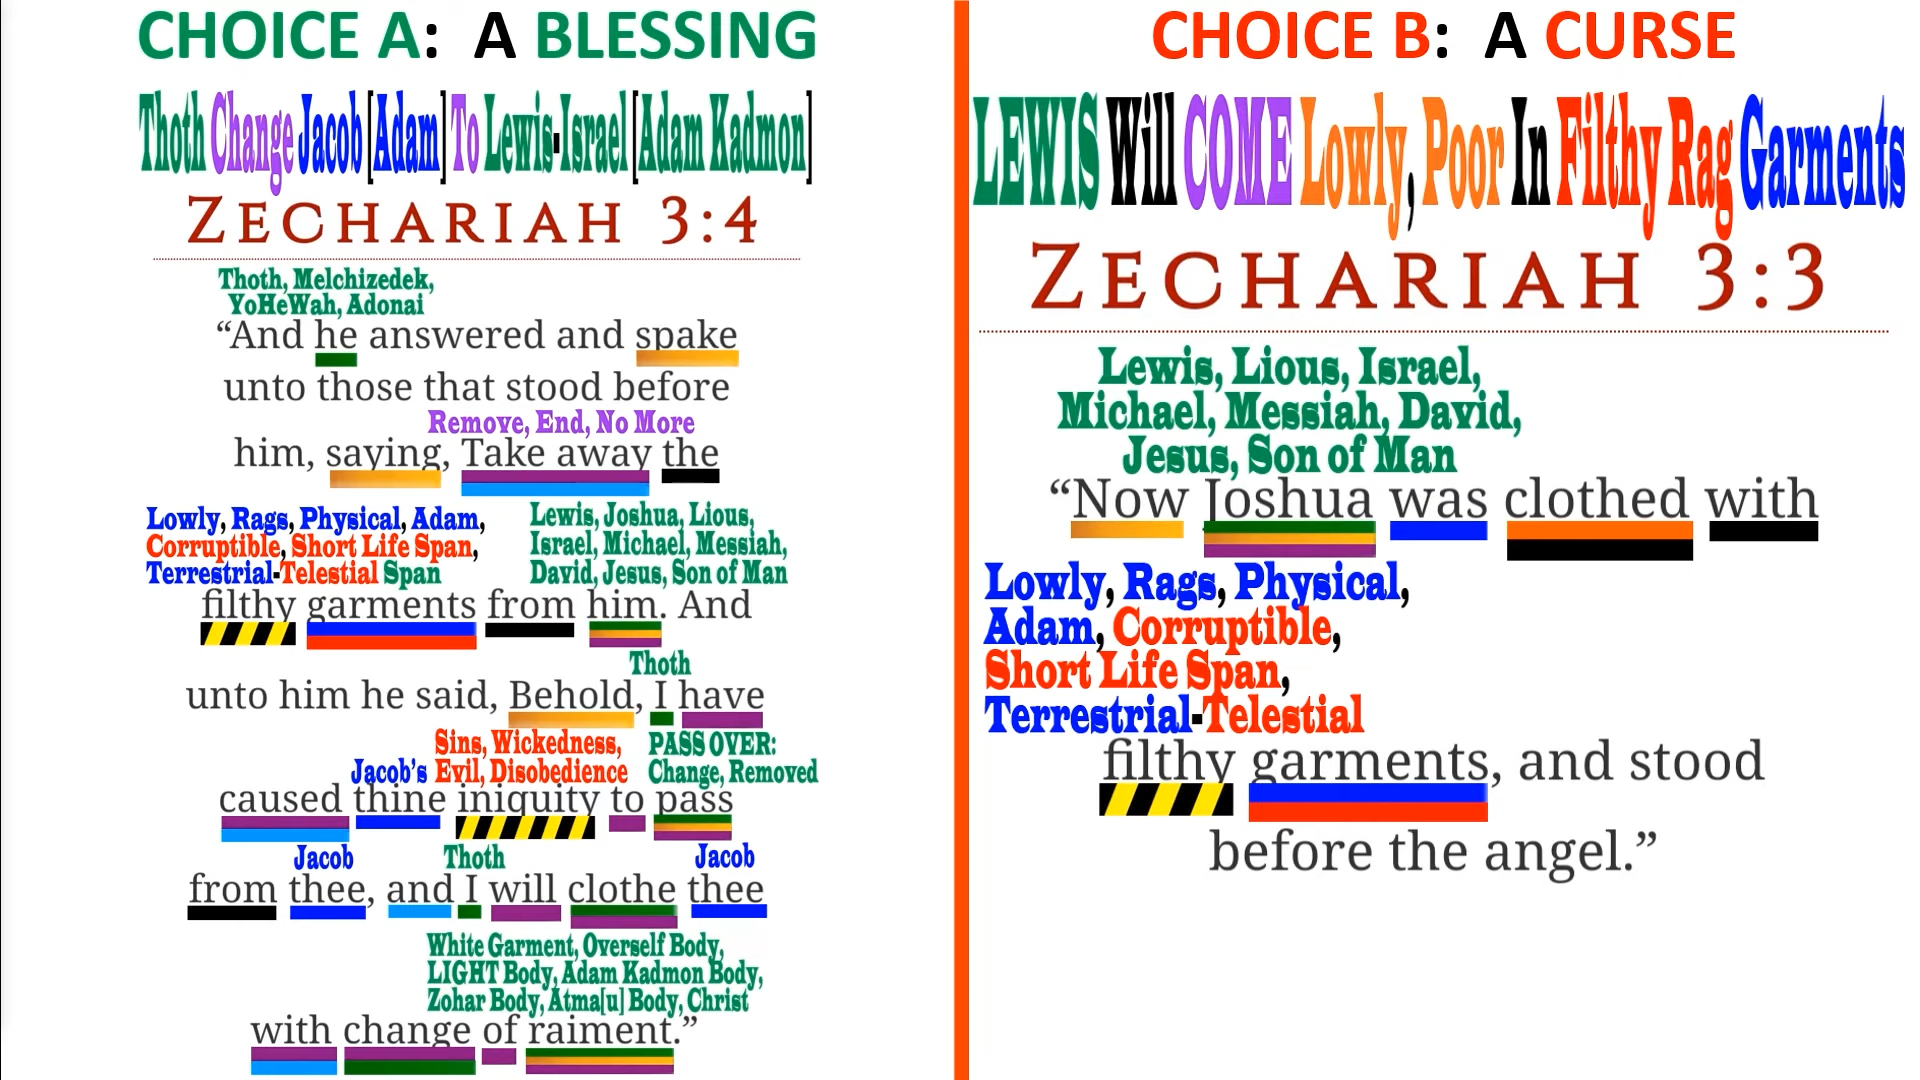 CHOICE A: A BLESSING
Thoth Change Jacob [Adam] To Lewis-Israel [Adam Kadmon]
ZECHARIAH 3:4
Thoth, Melchizedek,
YoHeWah, Adonai
“And he answered and spake
unto those that stood before
Remove, End, No More
him, saying, Take away the
Lowly, Rags, Physical, Adam,
Corruptible, Short Life Span,
Terrestrial-Telestial Span
Lewis, Joshua, Lious,
Israel, Michael, Messiah,
David, Jesus, Son of Man
filthy garments from him. And
Thoth
unto him he said, Behold, I have
Jacob's
Sins, Wickedness,
Evil, Disobedience
PASS OVER:
Change, Removed
caused thine iniquity to pass
Jacob Thoth Jacob
from thee, and I will clothe thee
White Garment, Overself Body,
LIGHT Body, Adam Kadmon Body,
Zohar Body, Atma[u] Body, Christ
with change of raiment.”
CHOICE B: A CURSE
LEWIS Will COME Lowly, Poor In Filthy Rag Garments
ZECHARIAH 3:3
Lewis, Lious, Israel,
Michael, Messiah, David,
Jesus, Son of Man
“Now Joshua was clothed with
Lowly, Rags, Physical,
Adam, Corruptible,
Short Life Span,
Terrestrial-Telestial
filthy garments, and stood
before the angel.”